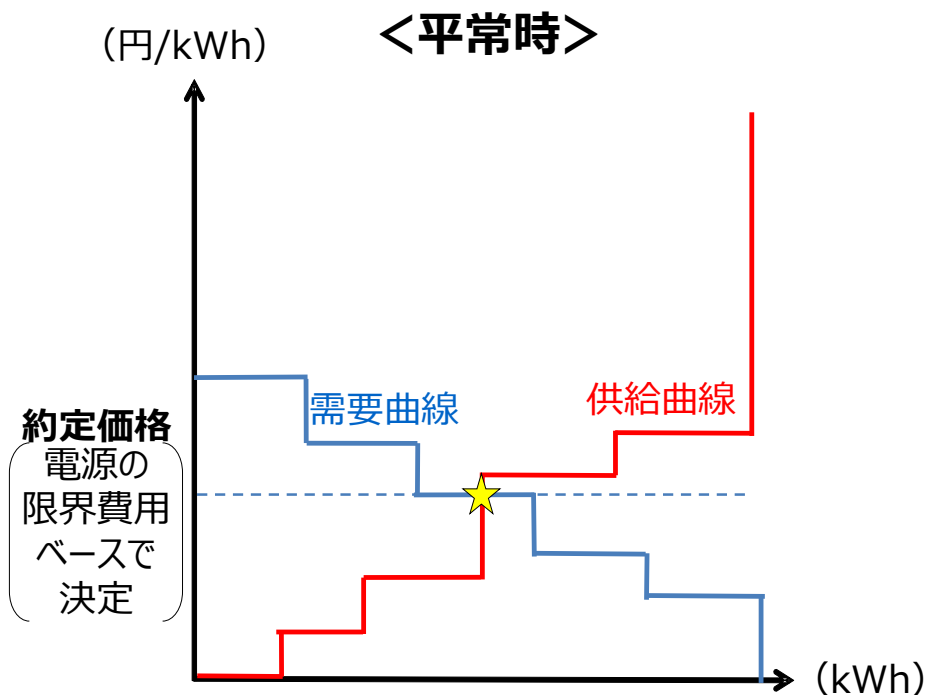 <平常時>
(円/kWh)
需要曲線
供給曲線
約定価格
電源の
限界費用
ベースで
決定
(kWh)